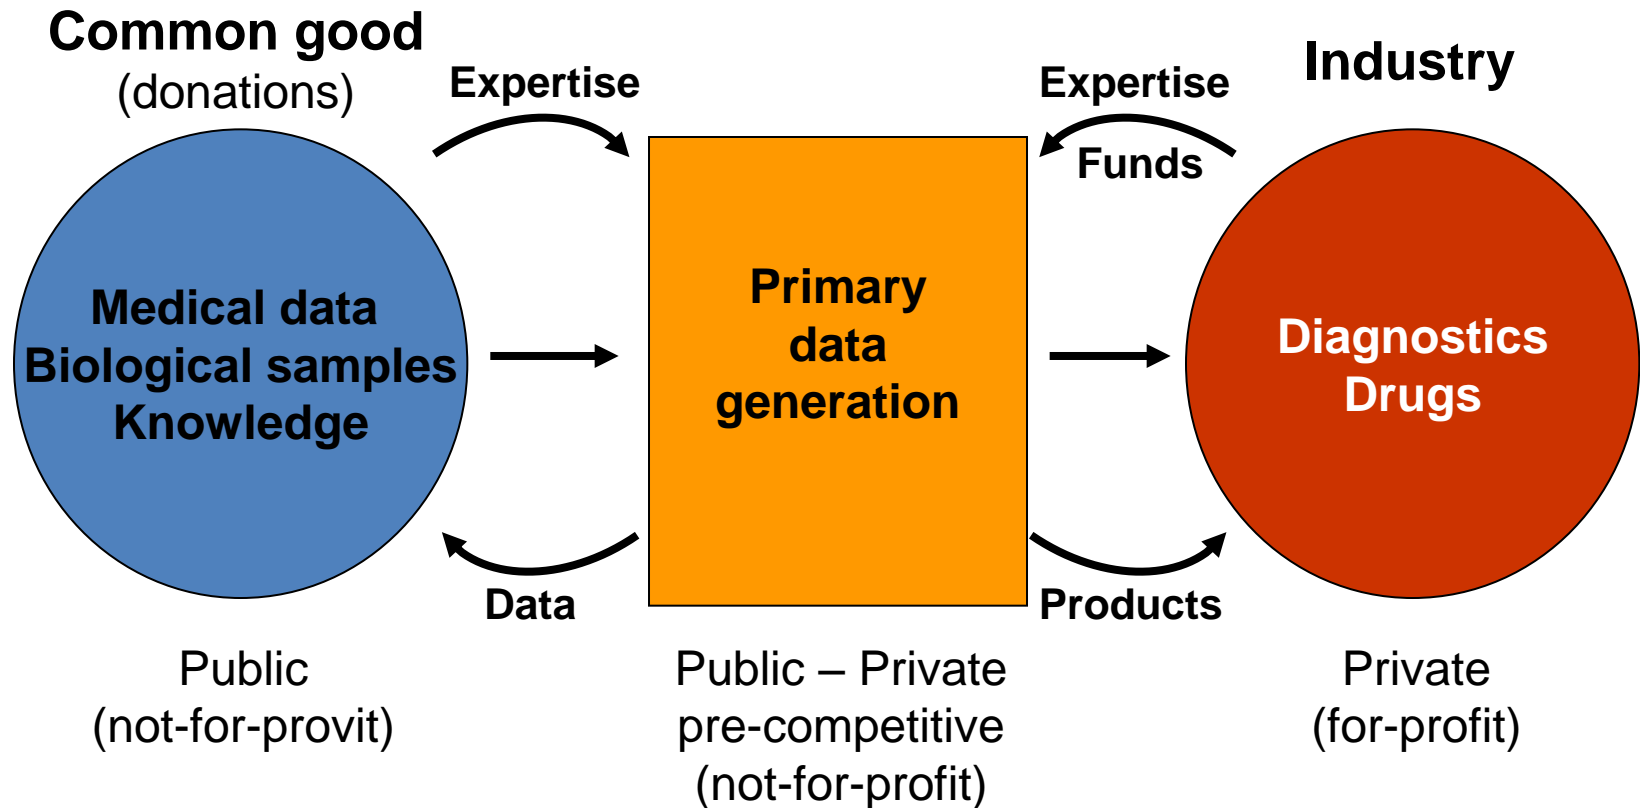 Common good
(donations)
Expertise
Expertise
Funds
Industry
Medical data
Biological samples
Knowledge
Primary
data
generation
Diagnostics
Drugs
Data
Products
Public
(not-for-provit)
Public – Private
pre-competitive
(not-for-profit)
Private
(for-profit)